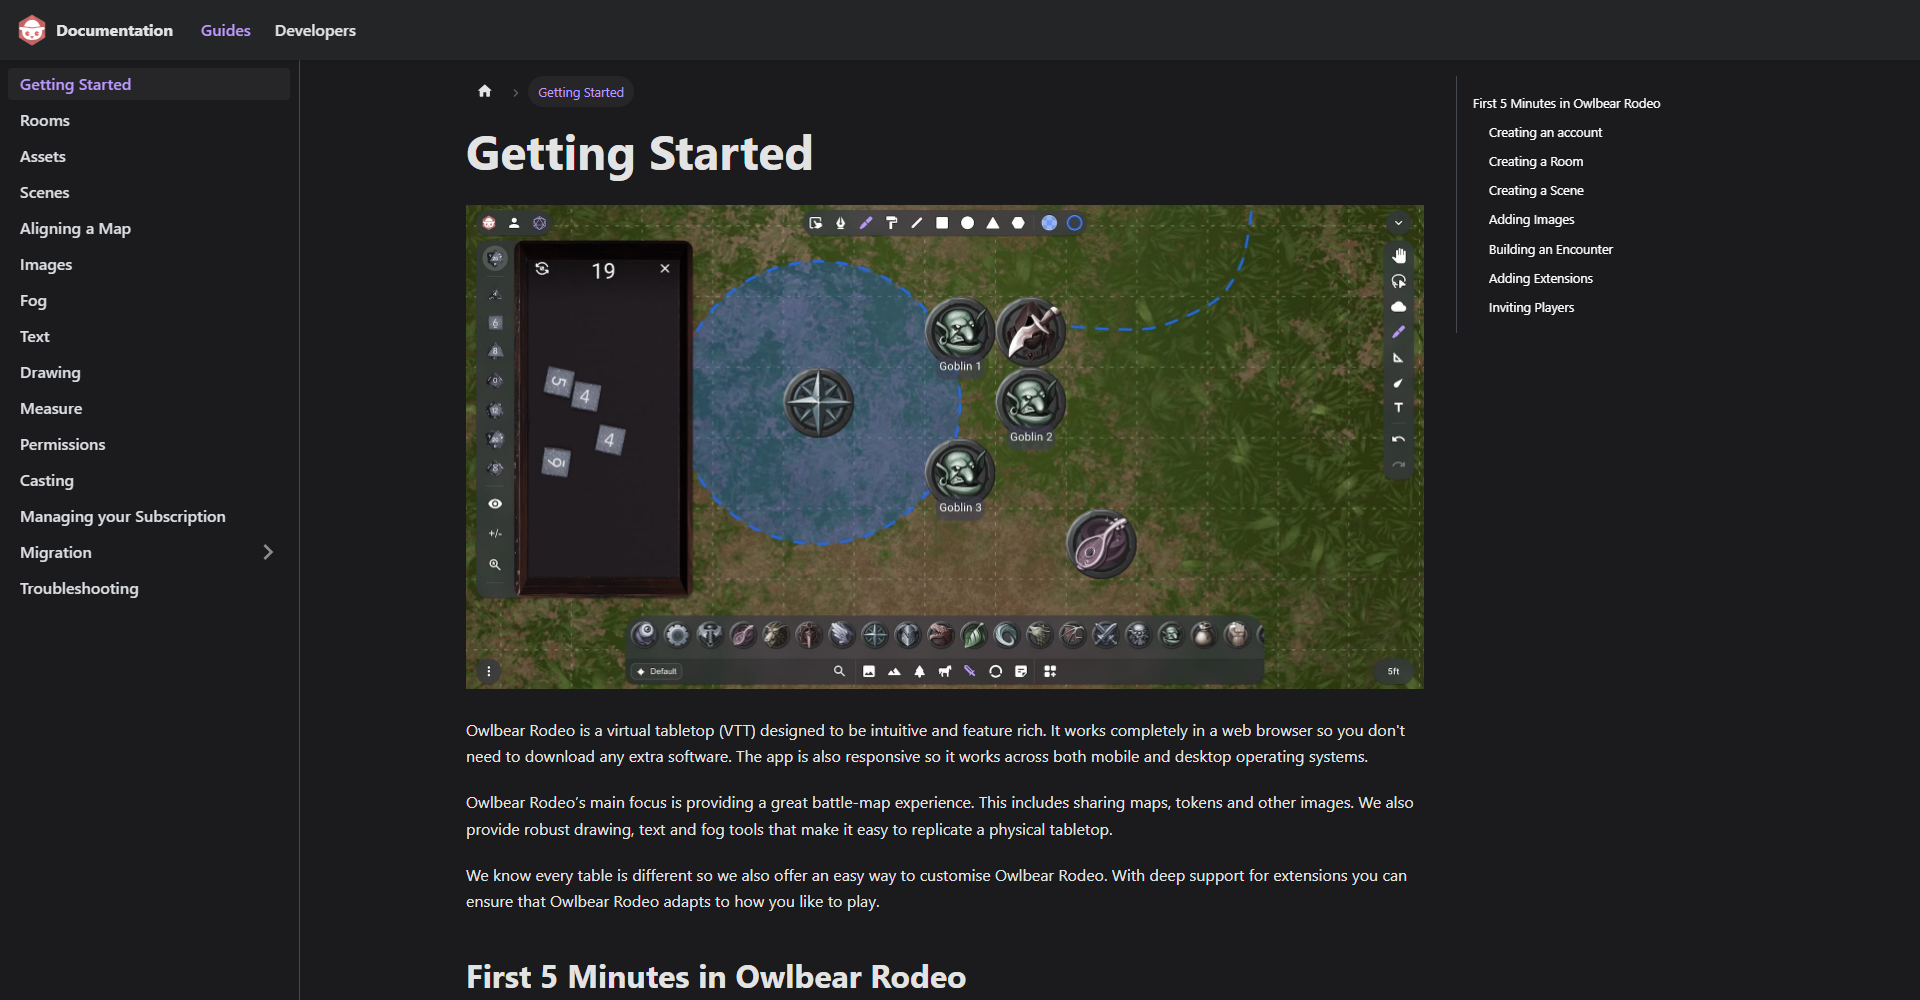 Documentation
Guides
Developers
Getting Started
Rooms
Assets
Scenes
Aligning a Map
Images
Fog
Text
Drawing
Measure
Permissions
Casting
Managing your Subscription
Migration
Troubleshooting
Getting Started
Getting Started
19
5
4
4
6
8
Goblin 1
Goblin 2
Goblin 3
+/-
T
Default
5ft
Owlbear Rodeo is a virtual tabletop (VTT) designed to be intuitive and feature rich. It works completely in a web browser so you don't
need to download any extra software. The app is also responsive so it works across both mobile and desktop operating systems.
Owlbear Rodeo's main focus is providing a great battle-map experience. This includes sharing maps, tokens and other images. We also
provide robust drawing, text and fog tools that make it easy to replicate a physical tabletop.
We know every table is different so we also offer an easy way to customise Owlbear Rodeo. With deep support for extensions you can
ensure that Owlbear Rodeo adapts to how you like to play.
First 5 Minutes in Owlbear Rodeo
First 5 Minutes in Owlbear Rodeo
Creating an account
Creating a Room
Creating a Scene
Adding Images
Building an Encounter
Adding Extensions
Inviting Players